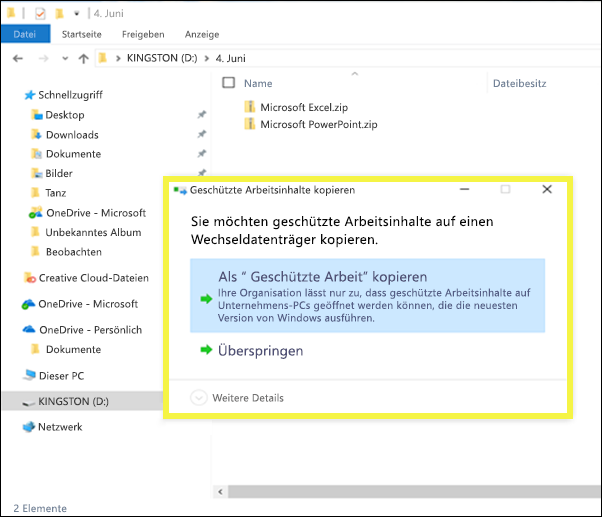 4. Juni
Datei Startseite Freigeben Anzeige
KINGSTON (D:) 4. Juni
Name Dateibesitz
Schnellzugriff
Desktop
Downloads
Dokumente
Bilder
Tanz
OneDrive - Microsoft
Unbekanntes Album
Beobachten
Creative Cloud-Dateien
OneDrive - Microsoft
OneDrive - Persönlich
Dokumente
Dieser PC
KINGSTON (D:)
Netzwerk
Microsoft Excel.zip
Microsoft PowerPoint.zip
Geschützte Arbeitsinhalte kopieren
Sie möchten geschützte Arbeitsinhalte auf einen
Wechseldatenträger kopieren.
Als “ Geschützte Arbeit” kopieren
Ihre Organisation lässt nur zu, dass geschützte Arbeitsinhalte auf
Unternehmens-PCs geöffnet werden können, die die neuesten
Version von Windows ausführen.
Überspringen
Weitere Details
2 Elemente